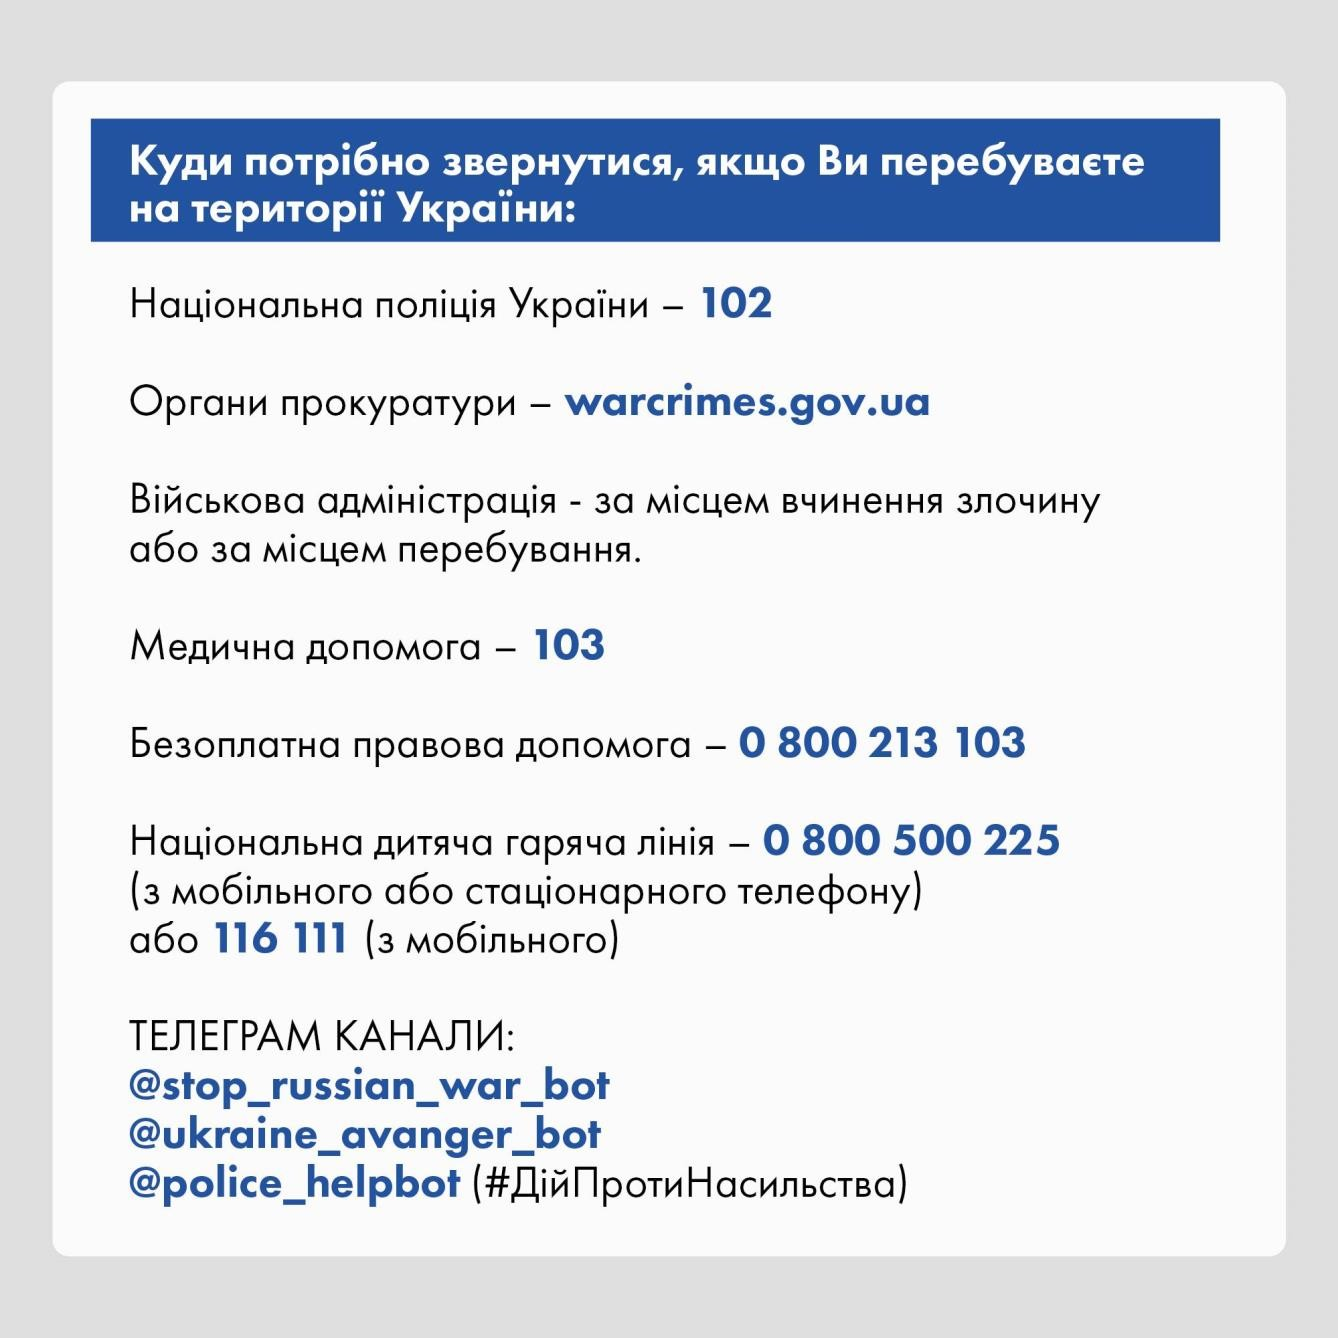 Куди потрібно звернутися, якщо Ви перебуваєте
на території України:
Національна поліція України – 102
Органи прокуратури – warcrimes.gov.ua
Військова адміністрація - за місцем вчинення злочину
або за місцем перебування.
Медична допомога – 103
Безоплатна правова допомога – 0 800 213 103
Національна дитяча гаряча лінія – 0 800 500 225
(з мобільного або стаціонарного телефону)
або 116 111 (з мобільного)
ТЕЛЕГРАМ КАНАЛИ:
@stop_russian_war_bot
@ukraine_avanger_bot
@police_helpbot (#ДійПротиНасильства)